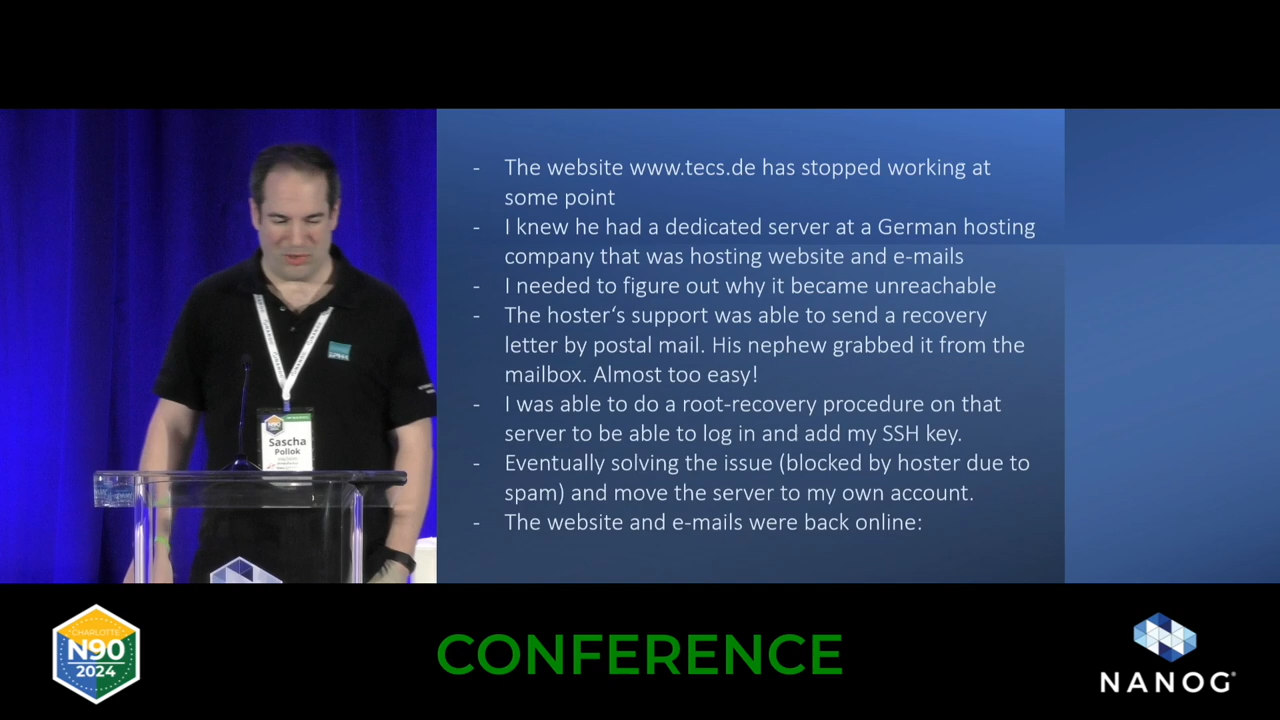 - The website www.tecs.de has stopped working at
some point
- I knew he had a dedicated server at a German hosting
company that was hosting website and e-mails
- I needed to figure out why it became unreachable
- The hoster‘s support was able to send a recovery
letter by postal mail. His nephew grabbed it from the
mailbox. Almost too easy!
- I was able to do a root-recovery procedure on that
server to be able to log in and add my SSH key.
- Eventually solving the issue (blocked by hoster due to
spam) and move the server to my own account.
- The website and e-mails were back online:
N90
Sascha
Pollok
CHARLOTTE
N90
2024
CONFERENCE
NANOG